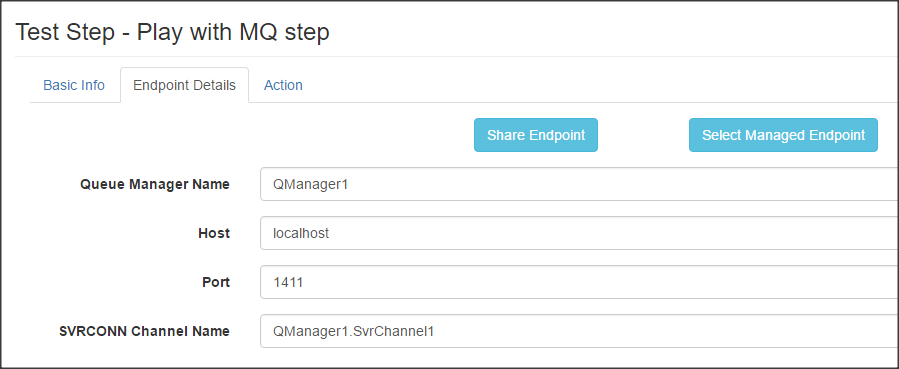 Test Step - Play with MQ step
Basic Info Endpoint Details Action
Share Endpoint Select Managed Endpoint
Queue Manager Name QManager1
Host localhost
Port 1411
SVRCONN Channel Name QManager1.SvrChannel1